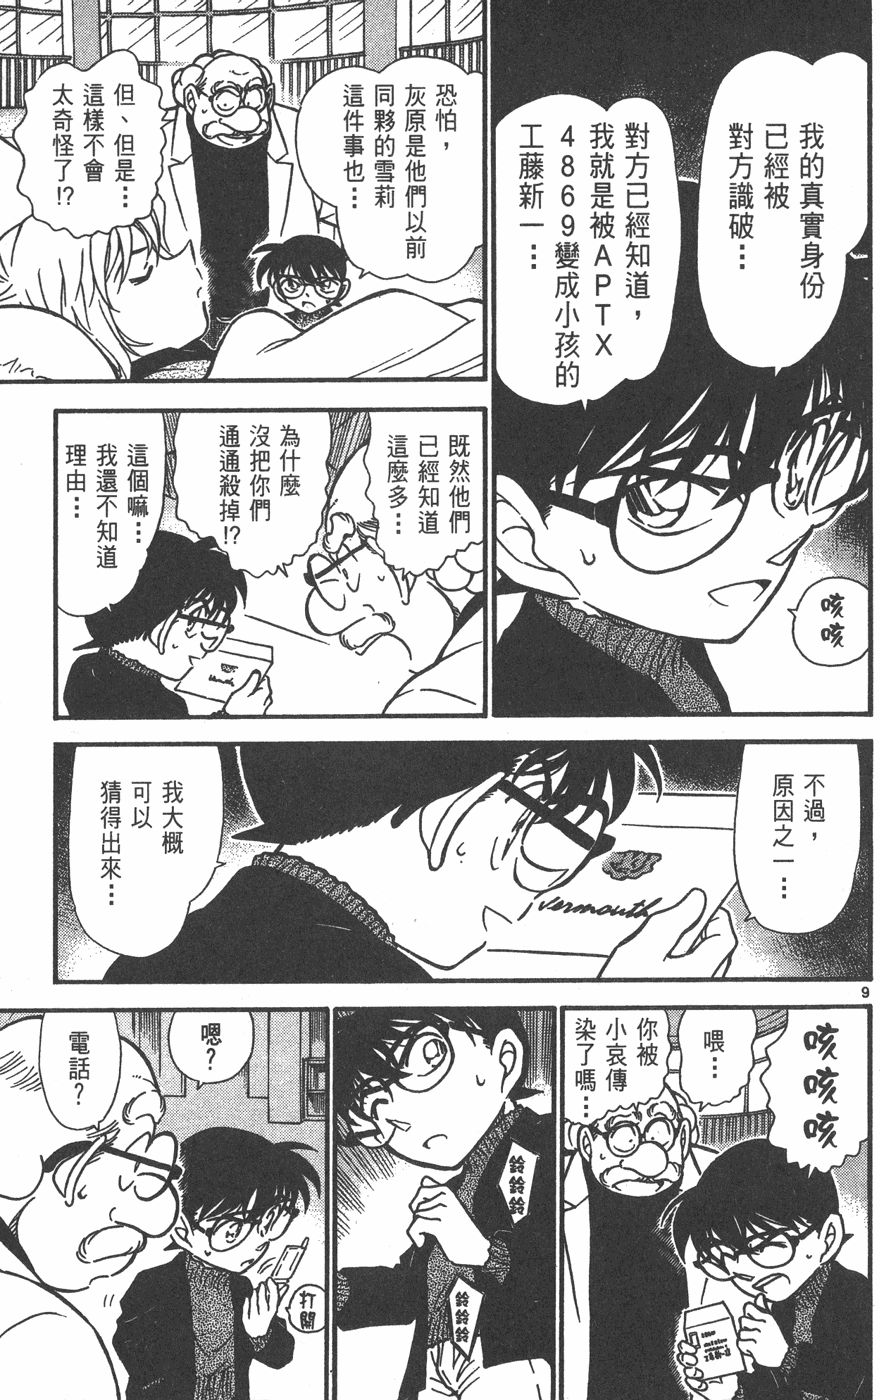 我的真實身份
已經被
對方識破…
對方已經知道，
我就是被APTX
4869變成小孩的
工藤新一…
咳咳
恐怕，
灰原是他們以前
同夥的雪莉
這件事也…
但、但是…
這樣不會
太奇怪了!?
既然他們
已經知道
這麼多…
為什麼
沒把你們
通通殺掉!?
這個嘛…
我還不知道
理由…
不過，
原因之一…
vermouth
我大概
可以
猜得出來…
9
咳咳咳
喂…
你被
小哀傳
染了嗎…
鈴鈴鈴
鈴鈴鈴
嗯?
打開
電話?